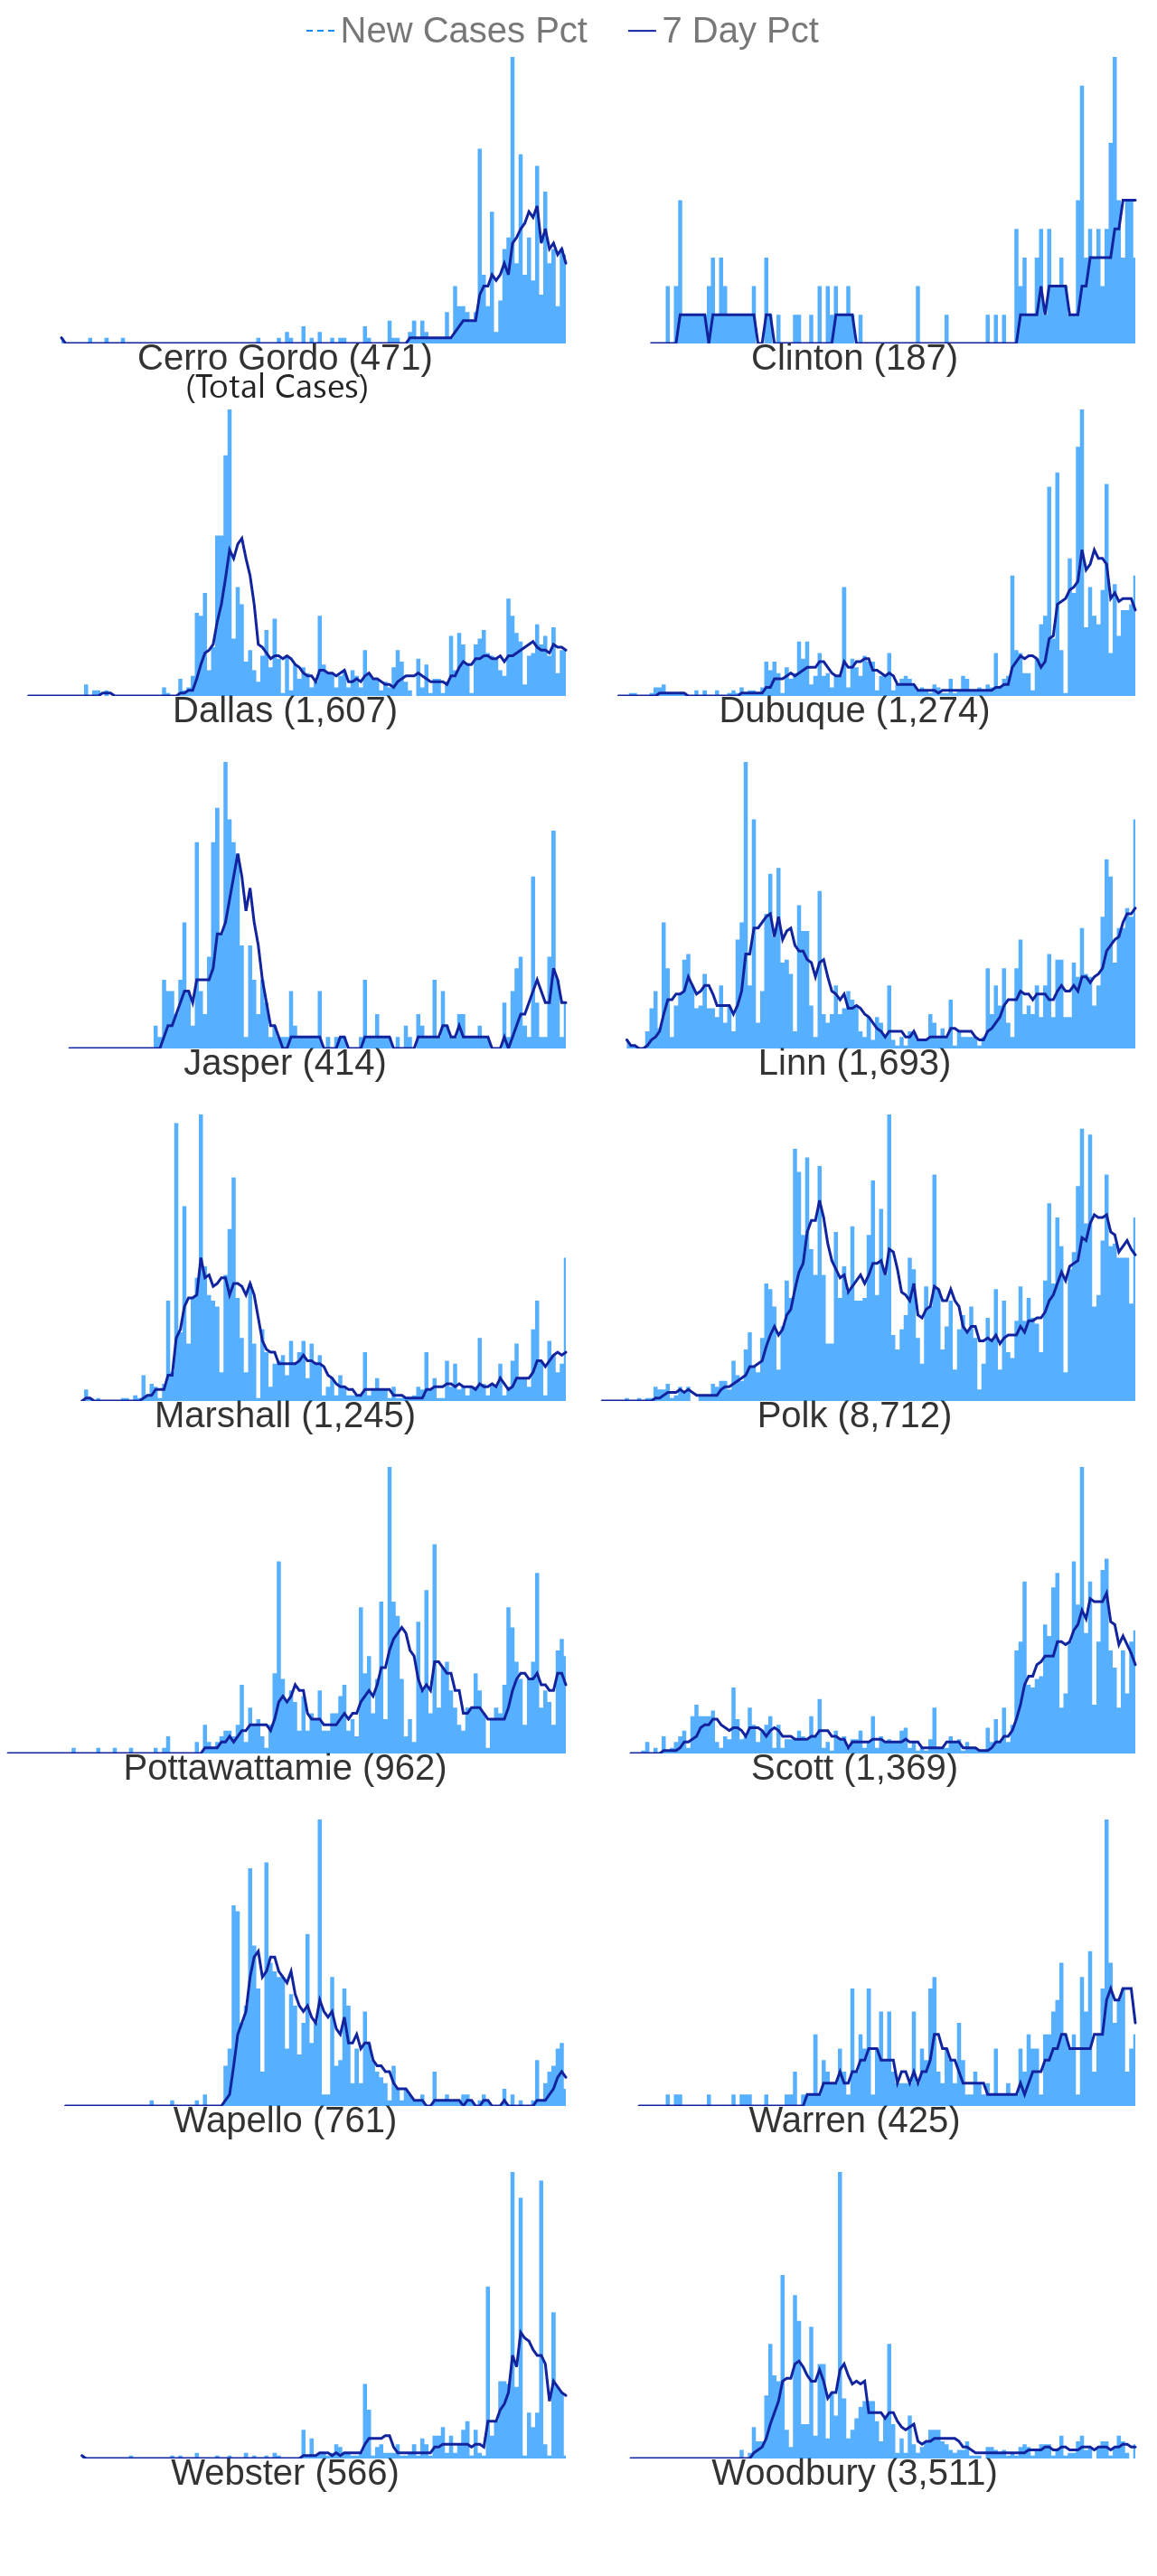 New Cases Pct 7 Day Pct
Cerro Gordo (471) Clinton (187)
(Total Cases)
Dallas (1,607) Dubuque (1,274)
Jasper (414) Linn (1,693)
Marshall (1,245) Polk (8,712)
Pottawattamie (962) Scott (1,369)
Wapello (761) Warren (425)
Webster (566) Woodbury (3,511)